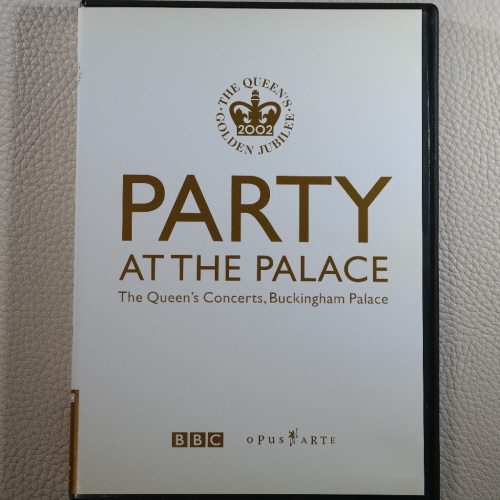 ·THE QUEEN'S·
GOLDEN JUBILEE
2002
PARTY
AT THE PALACE
The Queen's Concerts, Buckingham Palace
BBC
OPUS ARTE